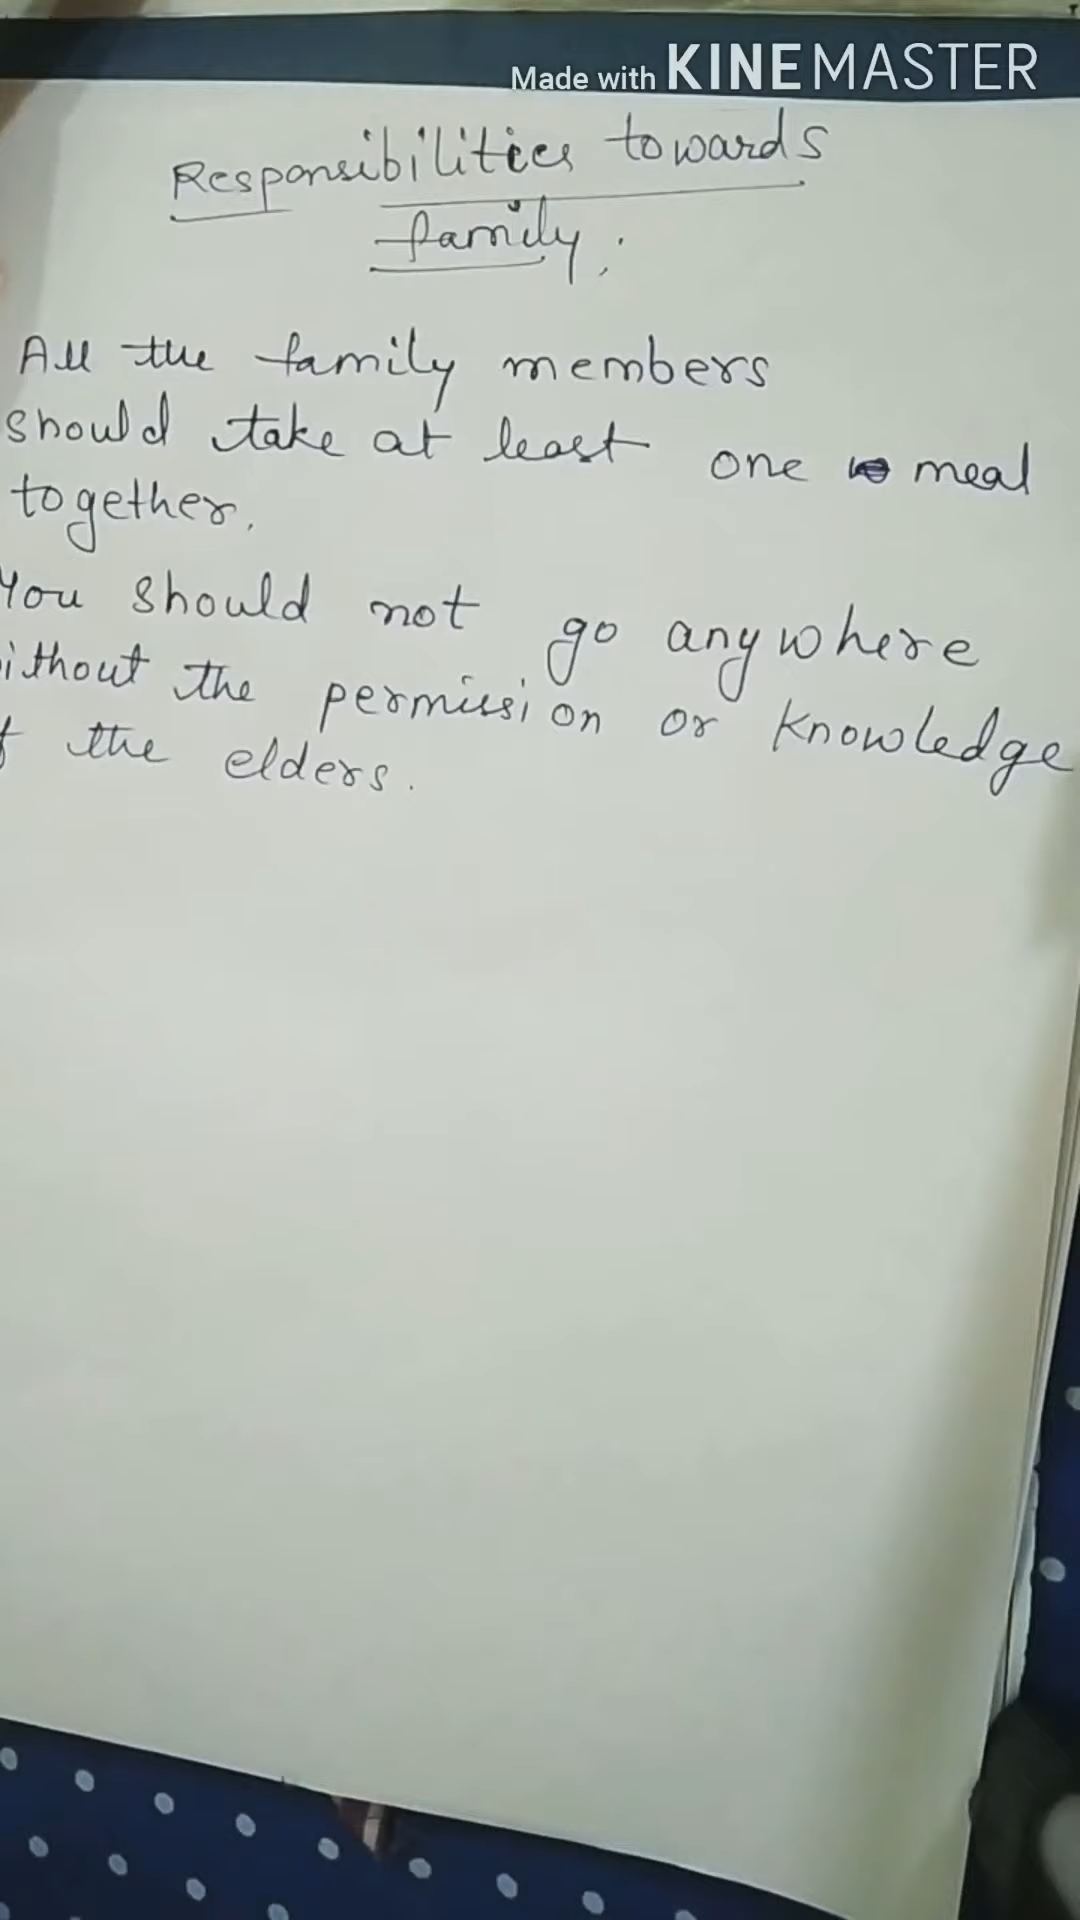 Made with KINEMASTER
Responsibilities towards
family:
All the family members
should take at least one meal
together.
You should not go anywhere
ithout the permission or knowledge
f the elders.